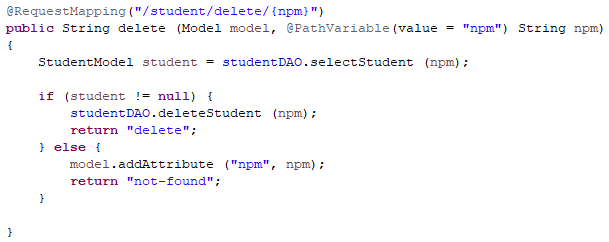 @RequestMapping("/student/delete/{npm}")
public String delete (Model model, @PathVariable(value = "npm") String npm)
{
    StudentModel student = studentDAO.selectStudent (npm);

    if (student != null) {
        studentDAO.deleteStudent (npm);
        return "delete";
    } else {
        model.addAttribute ("npm", npm);
        return "not-found";
    }

}